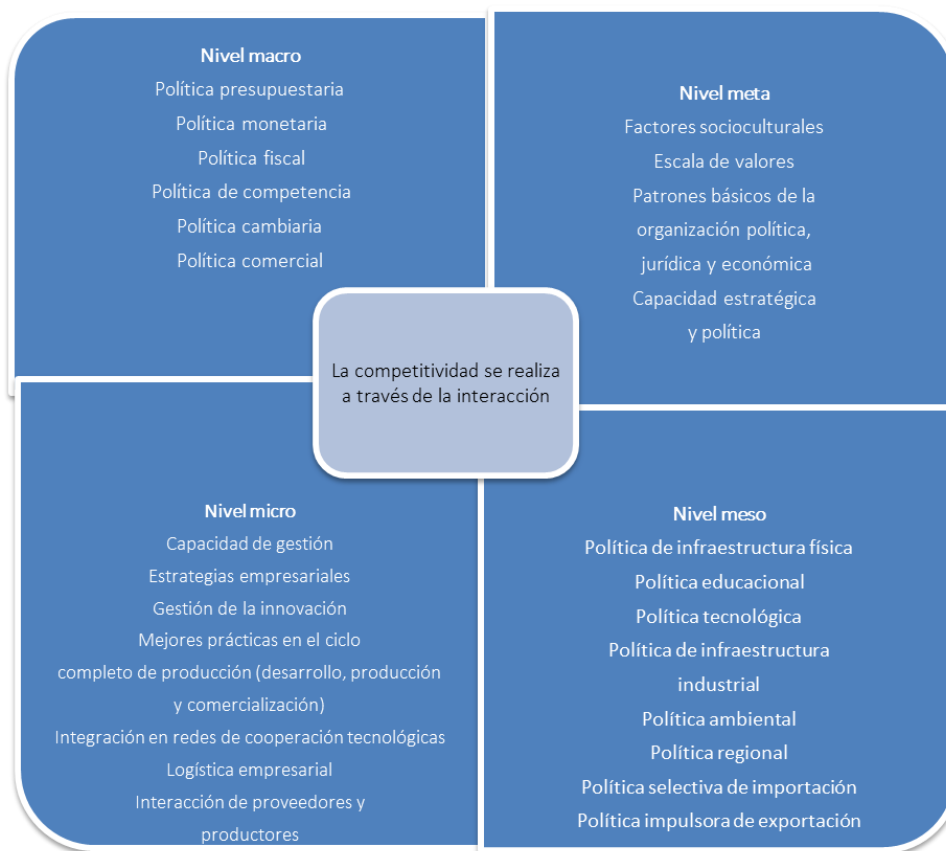 Nivel macro
Política presupuestaria
Política monetaria
Política fiscal
Política de competencia
Política cambiaria
Política comercial
Nivel meta
Factores socioculturales
Escala de valores
Patrones básicos de la
organización política,
jurídica y económica
Capacidad estratégica
y política
La competitividad se realiza
a través de la interacción
Nivel micro
Capacidad de gestión
Estrategias empresariales
Gestión de la innovación
Mejores prácticas en el ciclo
completo de producción (desarrollo, producción
y comercialización)
Integración en redes de cooperación tecnológicas
Logística empresarial
Interacción de proveedores y
productores
Nivel meso
Política de infraestructura física
Política educacional
Política tecnológica
Política de infraestructura
industrial
Política ambiental
Política regional
Política selectiva de importación
Política impulsora de exportación